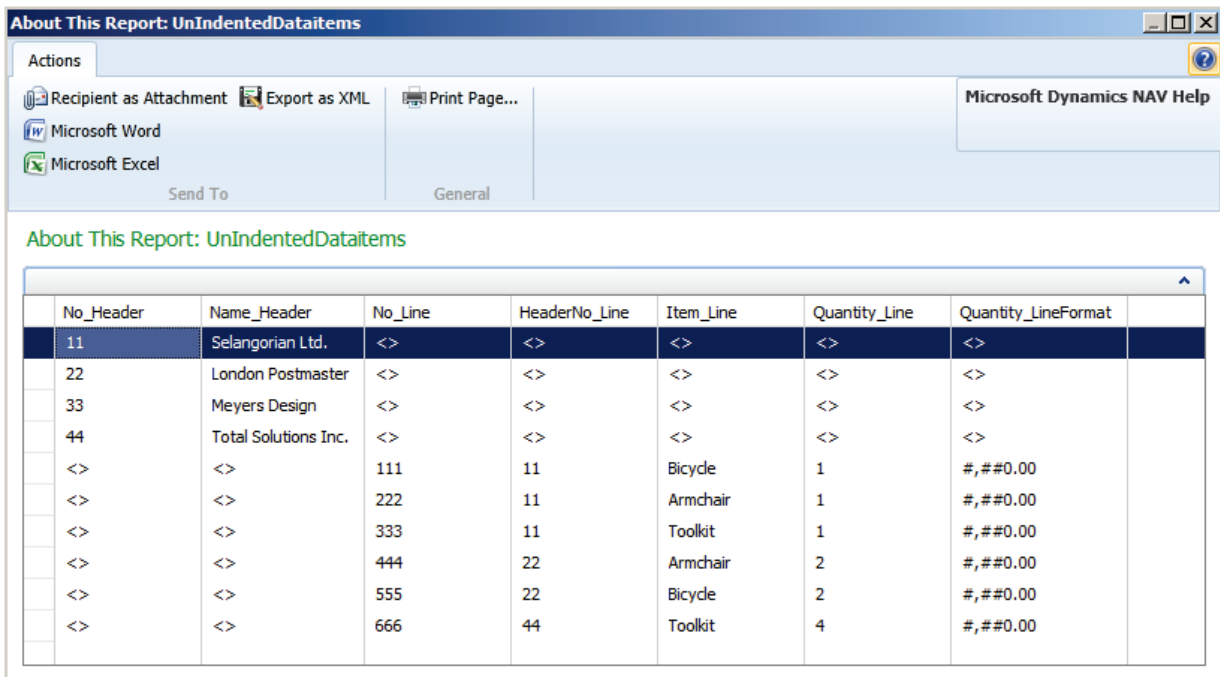 About This Report: UnIndentedDataitems
Actions
Recipient as Attachment Export as XML Print Page...
Microsoft Dynamics NAV Help
Microsoft Word
Microsoft Excel
Send To General
About This Report: UnIndentedDataitems
No_Header Name_Header No_Line HeaderNo_Line Item_Line Quantity_Line Quantity_LineFormat
11 Selangorian Ltd. <> <> <> <> <>
22 London Postmaster <> <> <> <> <>
33 Meyers Design <> <> <> <> <>
44 Total Solutions Inc. <> <> <> <> <>
<> <> 111 11 Bicycle 1 #,##0.00
<> <> 222 11 Armchair 1 #,##0.00
<> <> 333 11 Toolkit 1 #,##0.00
<> <> 444 22 Armchair 2 #,##0.00
<> <> 555 22 Bicycle 2 #,##0.00
<> <> 666 44 Toolkit 4 #,##0.00